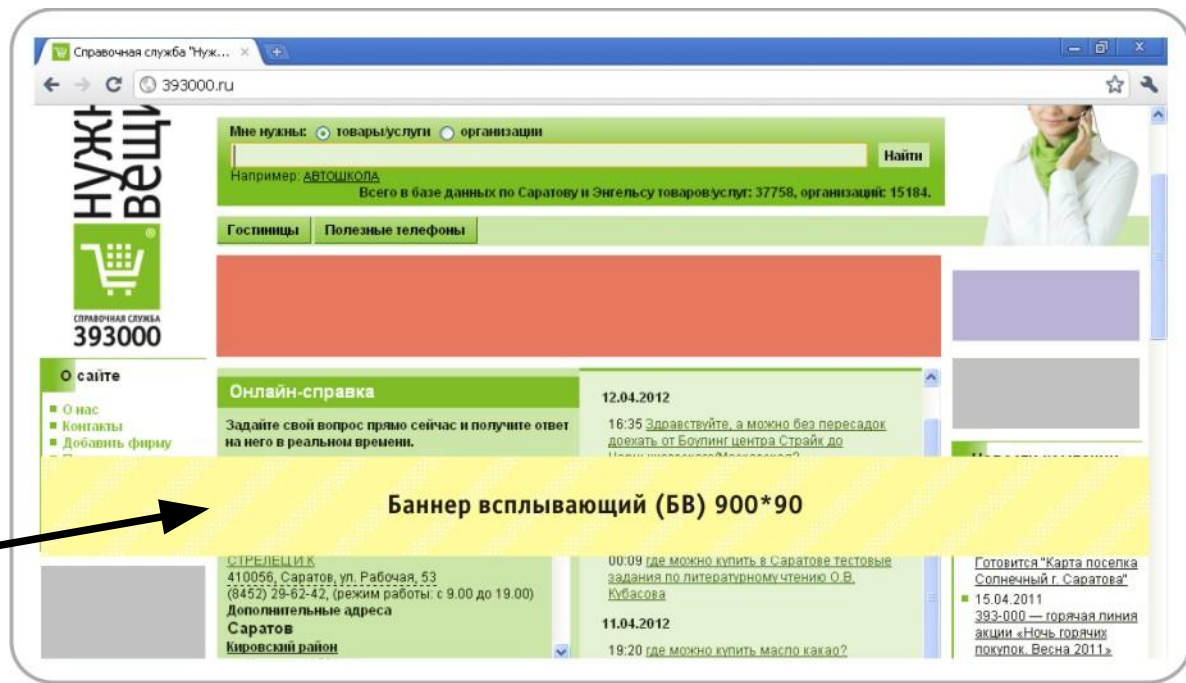 Справочная служба "Нуж...
393000.ru
НУЖН
ВЕЩИ
СПРАВОЧНАЯ СЛУЖБА
393000
Мне нужны: товары/услуги организации
Найти
Например: АВТОШКОЛА
Всего в базе данных по Саратову и Энгельсу товаров/услуг: 37758, организаций: 15184.
Гостиницы Полезные телефоны
О сайте
О нас
Контакты
Добавить фирму
Онлайн-справка
Задайте свой вопрос прямо сейчас и получите ответ
на него в реальном времени.
12.04.2012
16:35 Здравствуйте, а можно без пересадок
доехать от Боулинг центра Страйк до
Баннер всплывающий (БВ) 900*90
СТРЕЛЕЦ И К
410056, Саратов, ул. Рабочая, 53
(8452) 29-62-42, (режим работы: с 9.00 до 19.00)
Дополнительные адреса
Саратов
Кировский район
00:09 где можно купить в Саратове тестовые
задания по литературному чтению О.В.
Кубасова
11.04.2012
19:20 где можно купить масло какао?
Готовится "Карта поселка
Солнечный г. Саратова"
15.04.2011
393-000 — горячая линия
акции «Ночь горячих
покупок. Весна 2011»